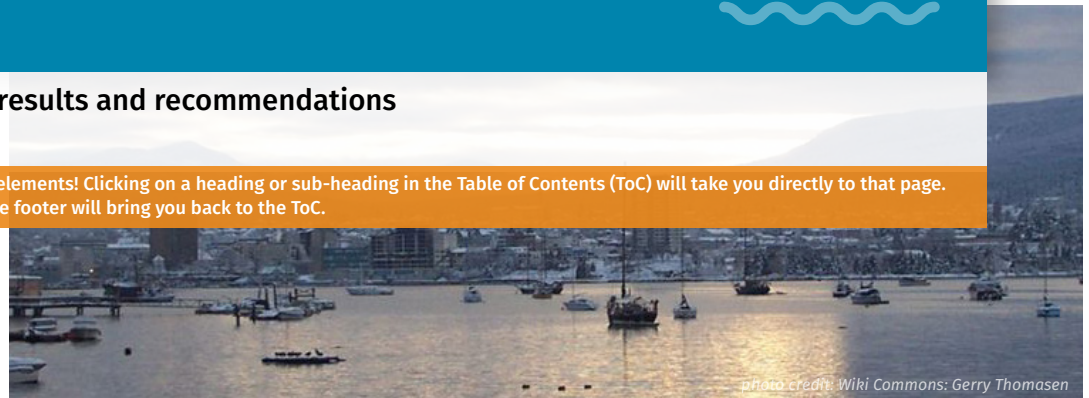 results and recommendations
elements! Clicking on a heading or sub-heading in the Table of Contents (ToC) will take you directly to that page.
e footer will bring you back to the ToC.
photo credit: Wiki Commons: Gerry Thomasen